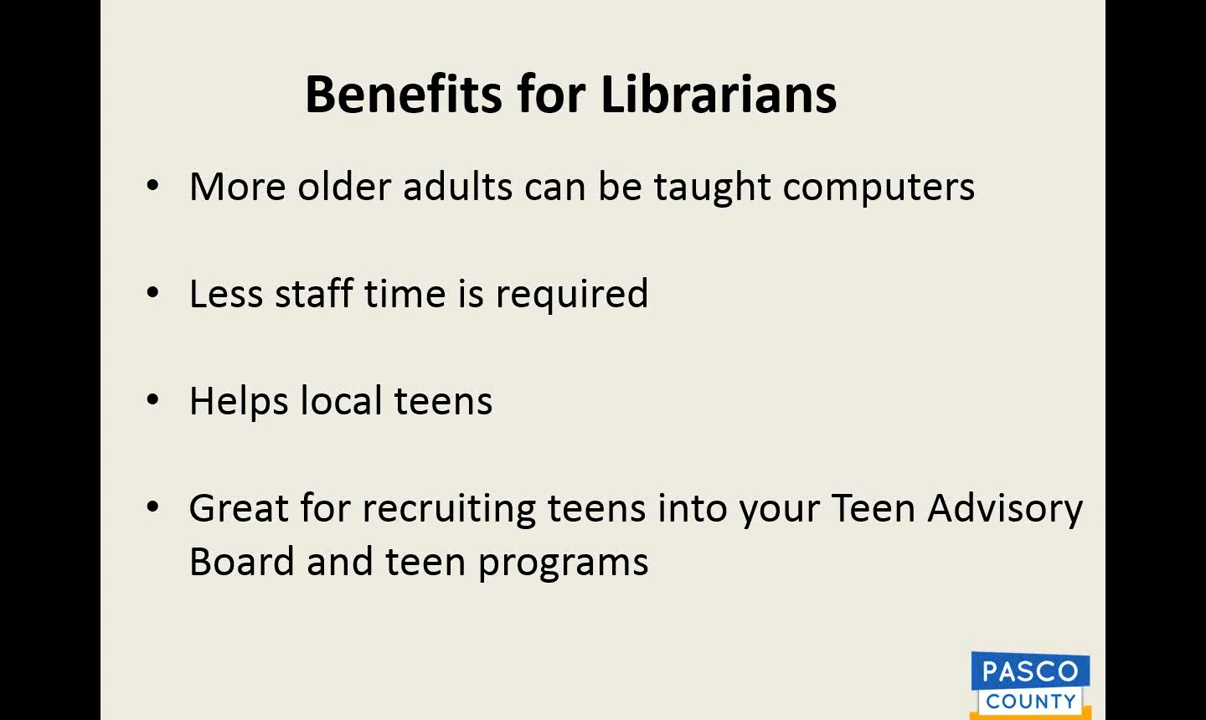 Benefits for Librarians
• More older adults can be taught computers
• Less staff time is required
• Helps local teens
• Great for recruiting teens into your Teen Advisory
Board and teen programs
PASCO
COUNTY